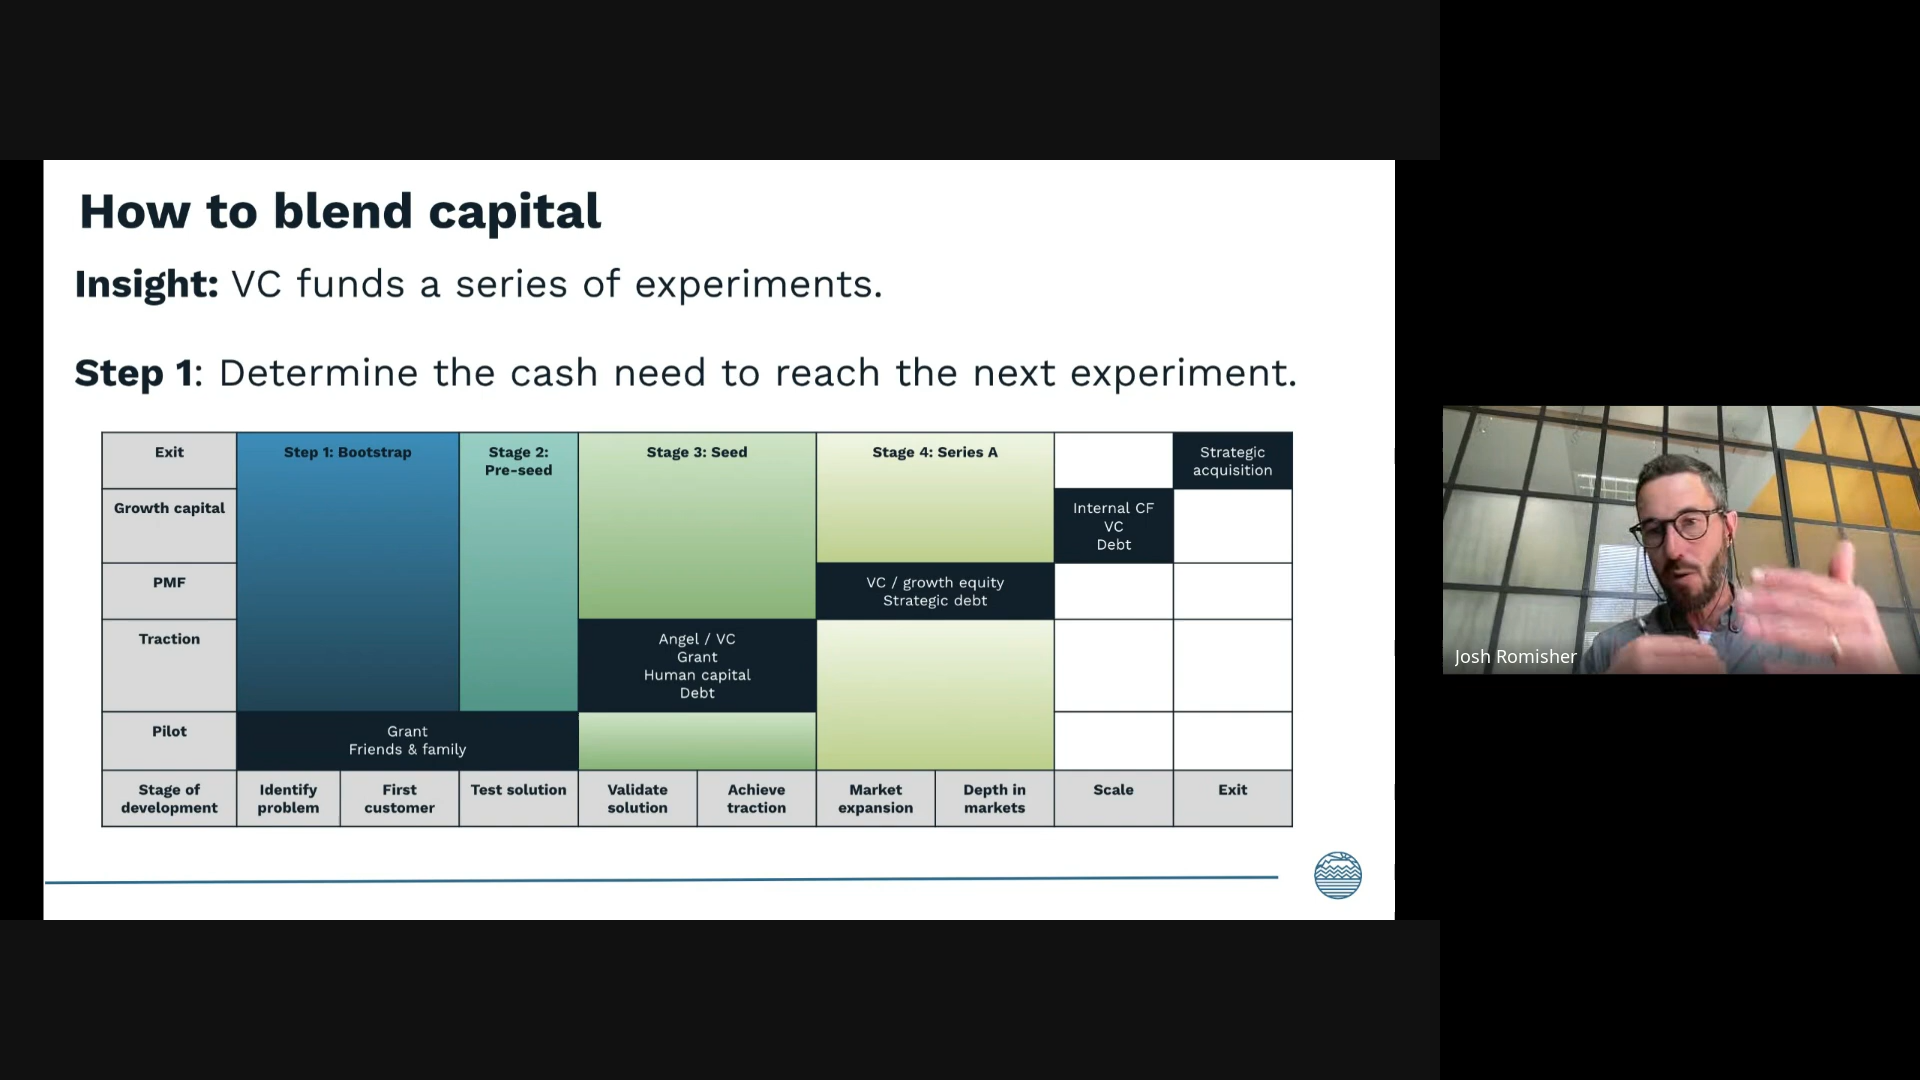 How to blend capital
Insight: VC funds a series of experiments.
Step 1: Determine the cash need to reach the next experiment.
Exit
Step 1: Bootstrap
Stage 2:
Pre-seed
Stage 3: Seed
Stage 4: Series A
Strategic
acquisition
Growth capital
Internal CF
VC
Debt
PMF
VC / growth equity
Strategic debt
Traction
Angel / VC
Grant
Human capital
Debt
Pilot
Grant
Friends & family
Stage of
development
Identify
problem
First
customer
Test solution
Validate
solution
Achieve
traction
Market
expansion
Depth in
markets
Scale
Exit
Josh Romisher